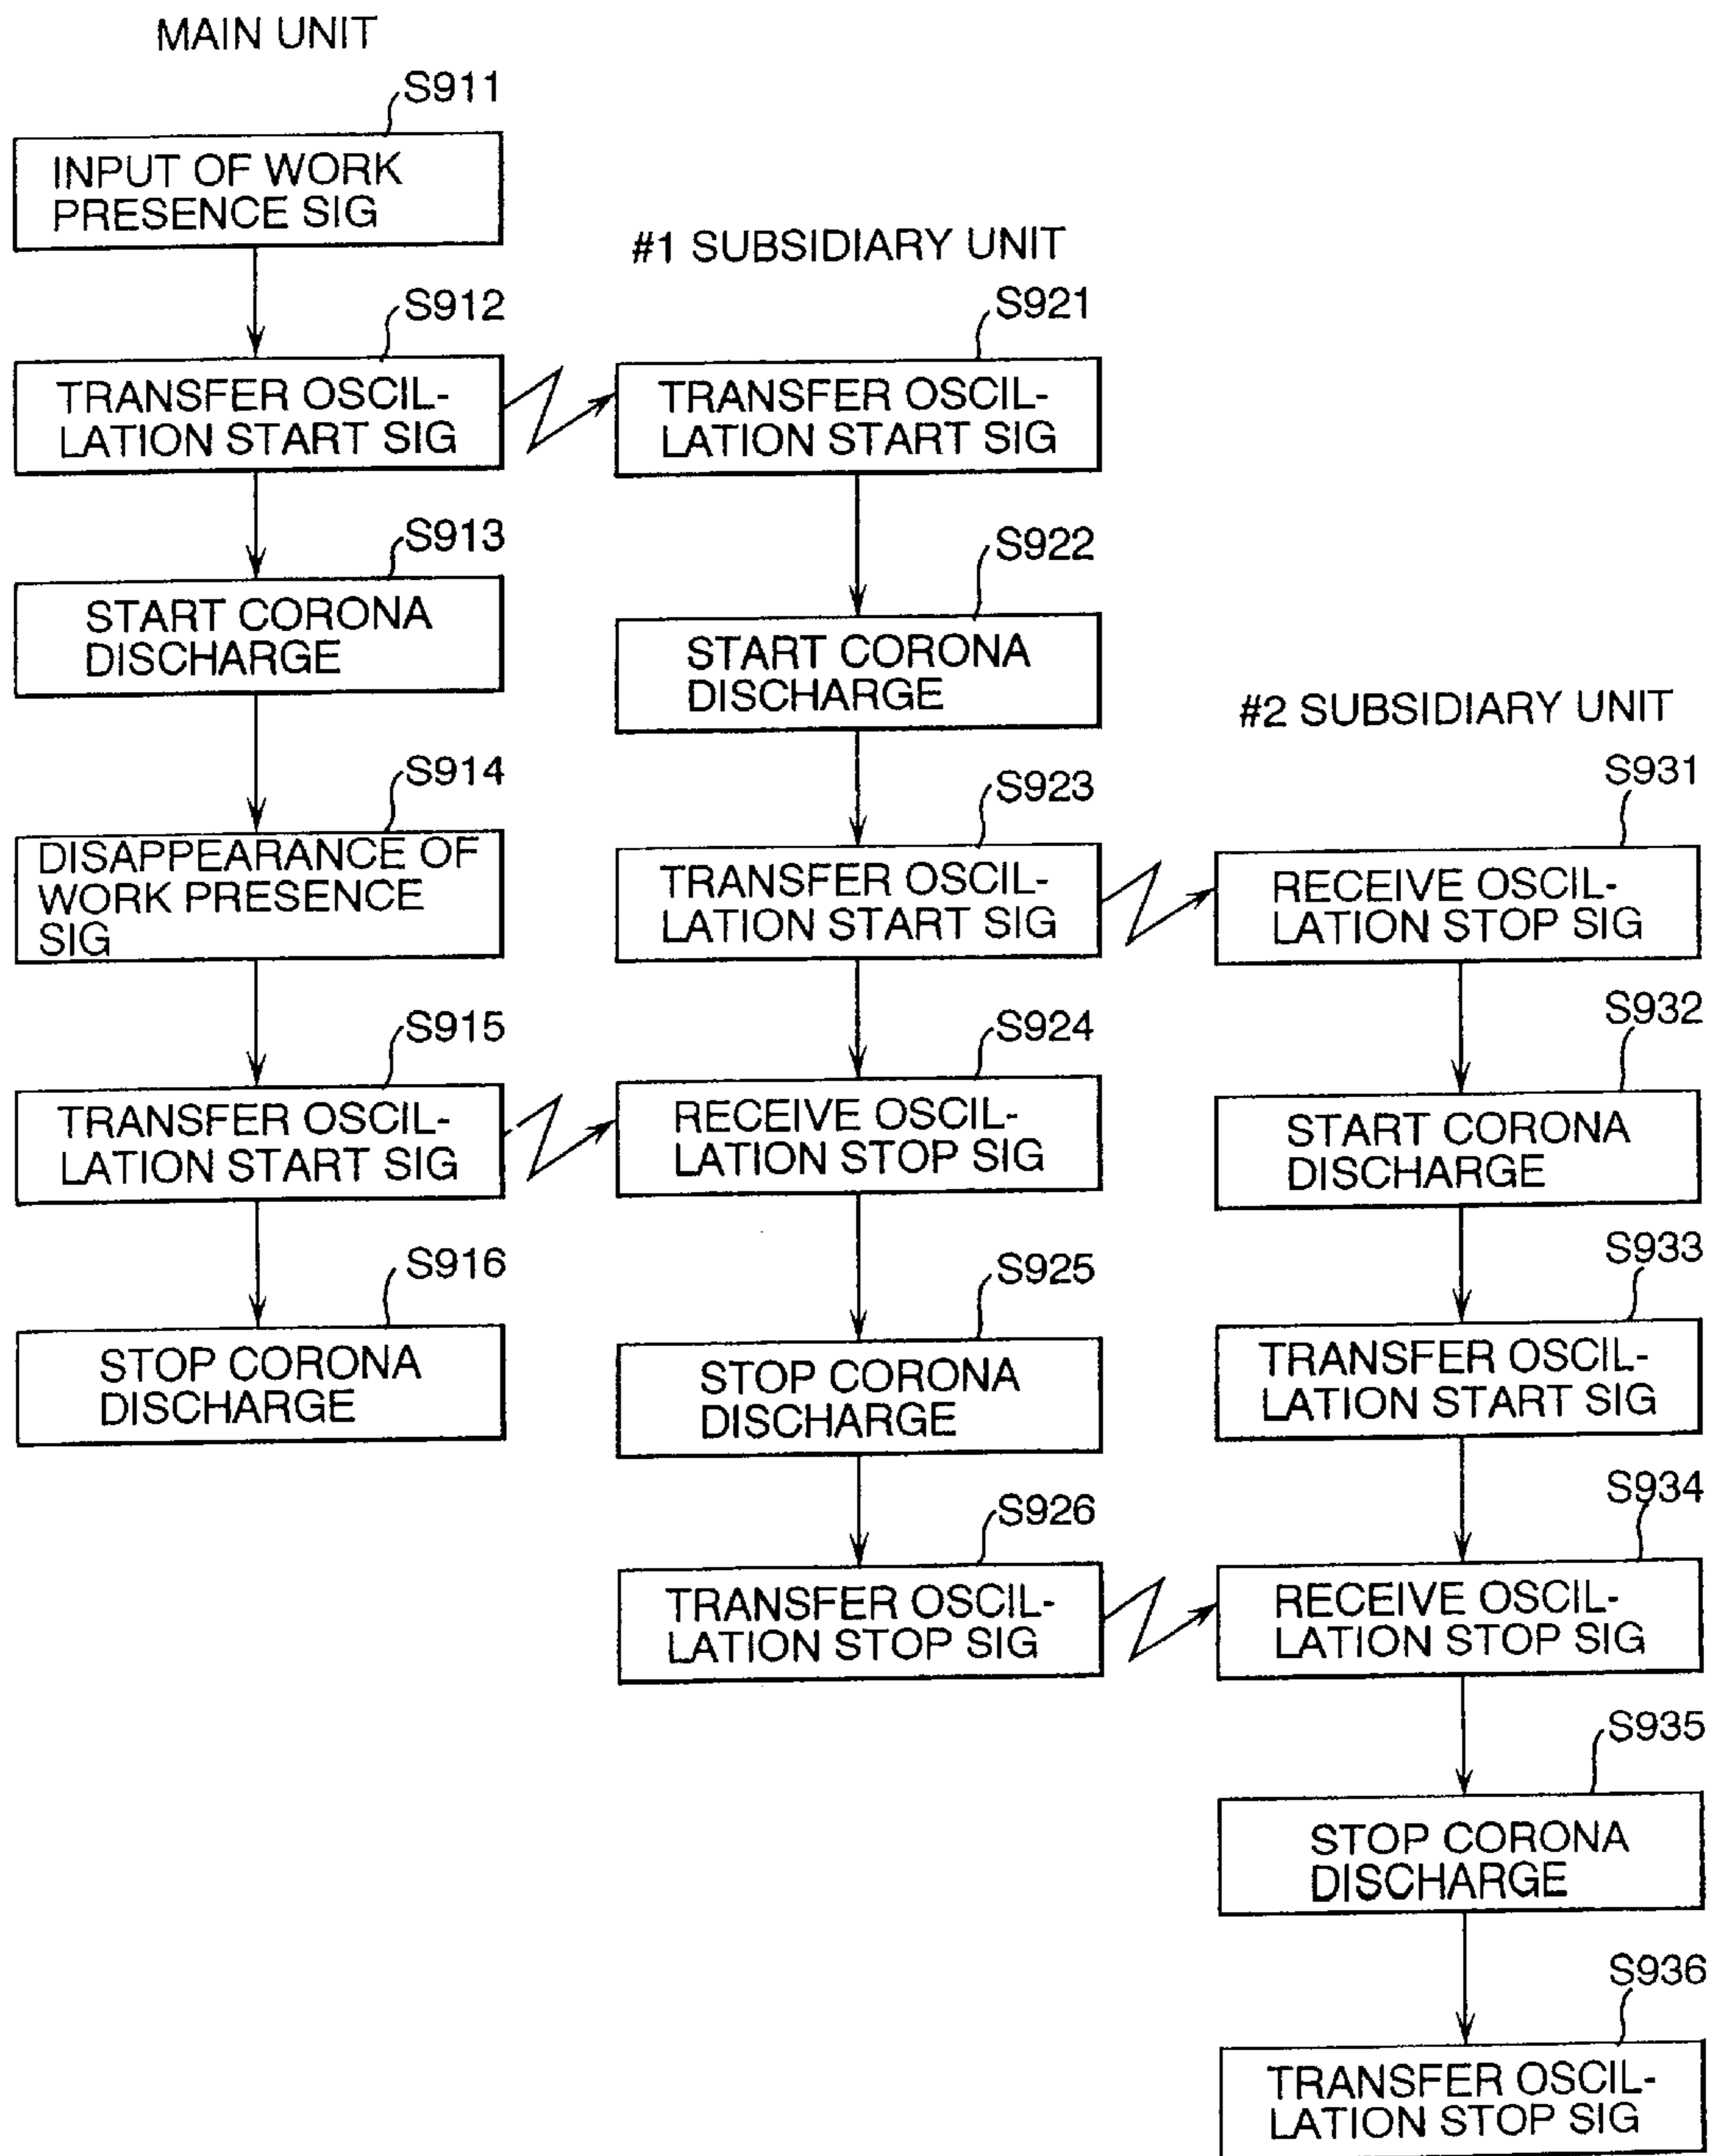 MAIN UNIT
S911
INPUT OF WORK
PRESENCE SIG
S912
TRANSFER OSCIL-
LATION START SIG
S913
START CORONA
DISCHARGE
S914
DISAPPEARANCE OF
WORK PRESENCE
SIG
S915
TRANSFER OSCIL-
LATION START SIG
S916
STOP CORONA
DISCHARGE
#1 SUBSIDIARY UNIT
S921
TRANSFER OSCIL-
LATION START SIG
S922
START CORONA
DISCHARGE
S923
TRANSFER OSCIL-
LATION START SIG
S924
RECEIVE OSCIL-
LATION STOP SIG
S925
STOP CORONA
DISCHARGE
S926
TRANSFER OSCIL-
LATION STOP SIG
#2 SUBSIDIARY UNIT
S931
RECEIVE OSCIL-
LATION STOP SIG
S932
START CORONA
DISCHARGE
S933
TRANSFER OSCIL-
LATION START SIG
S934
RECEIVE OSCIL-
LATION STOP SIG
S935
STOP CORONA
DISCHARGE
S936
TRANSFER OSCIL-
LATION STOP SIG